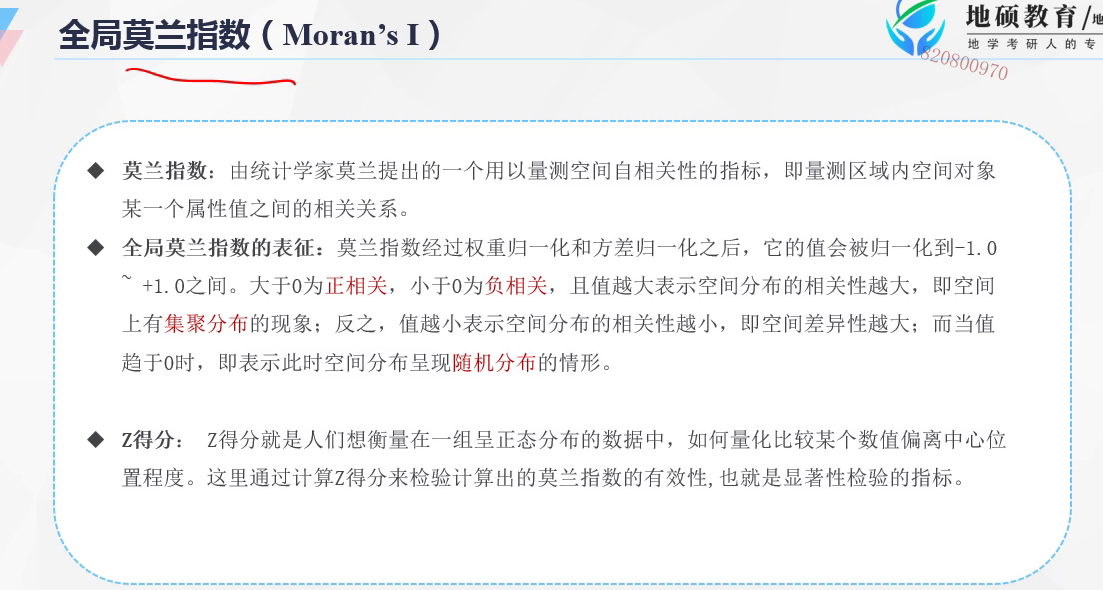 全局莫兰指数（Moran's I）
地硕教育/地
地学考研人的专
820800970
◆ 莫兰指数：由统计学家莫兰提出的一个用以量测空间自相关性的指标，即量测区域内空间对象
某一个属性值之间的相关关系。
◆ 全局莫兰指数的表征：莫兰指数经过权重归一化和方差归一化之后，它的值会被归一化到-1.0
~ +1.0之间。大于0为正相关，小于0为负相关，且值越大表示空间分布的相关性越大，即空间
上有集聚分布的现象；反之，值越小表示空间分布的相关性越小，即空间差异性越大；而当值
趋于0时，即表示此时空间分布呈现随机分布的情形。
◆ Z得分： Z得分就是人们想衡量在一组呈正态分布的数据中，如何量化比较某个数值偏离中心位
置程度。这里通过计算Z得分来检验计算出的莫兰指数的有效性,也就是显著性检验的指标。